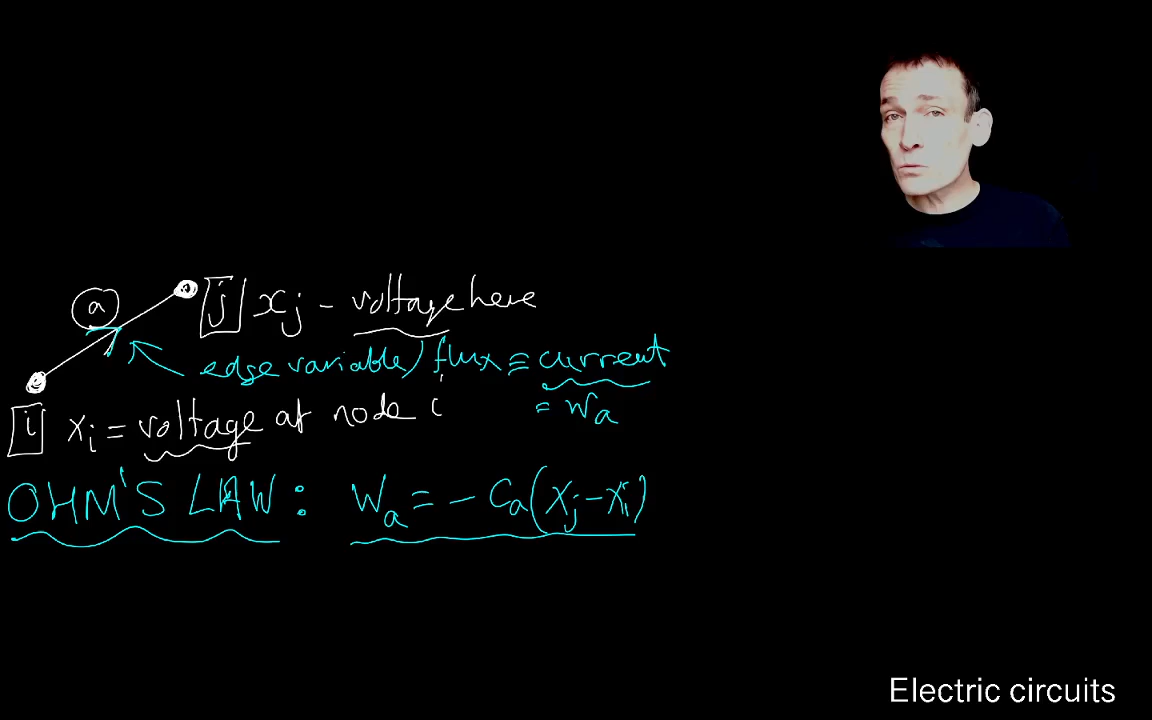 a
j xj – voltage here
edge variable/flux ≡ current
= wa
i xi = voltage at node i
OHM'S LAW: Wa = – Ca(xj – xi)
Electric circuits